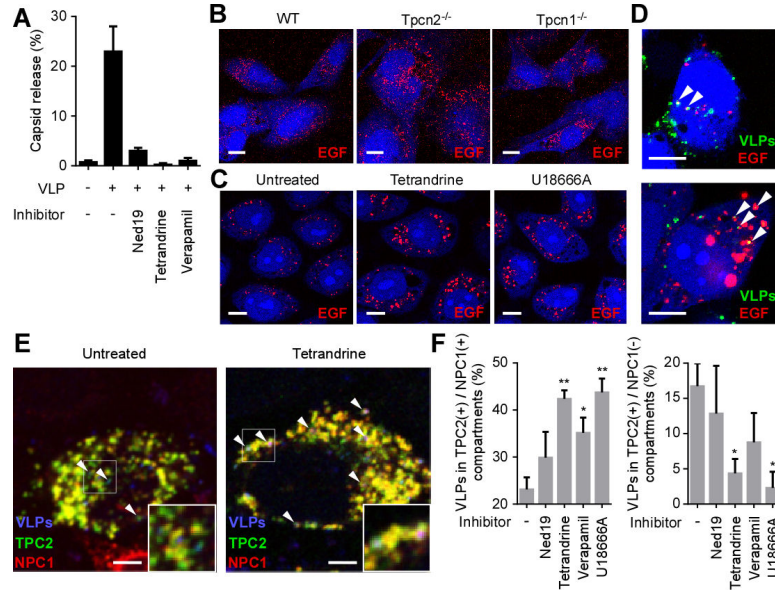 A
Capsid release (%)
30
20
10
0
VLP - + + + +
Inhibitor - - Ned19 Tetrandrine Verapamil
B
WT
Tpcn2-/-
Tpcn1-/-
EGF
EGF
EGF
C
Untreated
Tetrandrine
U18666A
EGF
EGF
EGF
D
VLPs
EGF
VLPs
EGF
E
Untreated
Tetrandrine
VLPs
TPC2
NPC1
VLPs
TPC2
NPC1
F
VLPs in TPC2(+) / NPC1(+)
compartments (%)
50
40
30
20
**
*
**
Inhibitor - Ned19 Tetrandrine Verapamil U18666A
VLPs in TPC2(+) / NPC1(-)
compartments (%)
20
15
10
5
0
*
*
Inhibitor - Ned19 Tetrandrine Verapamil U18666A